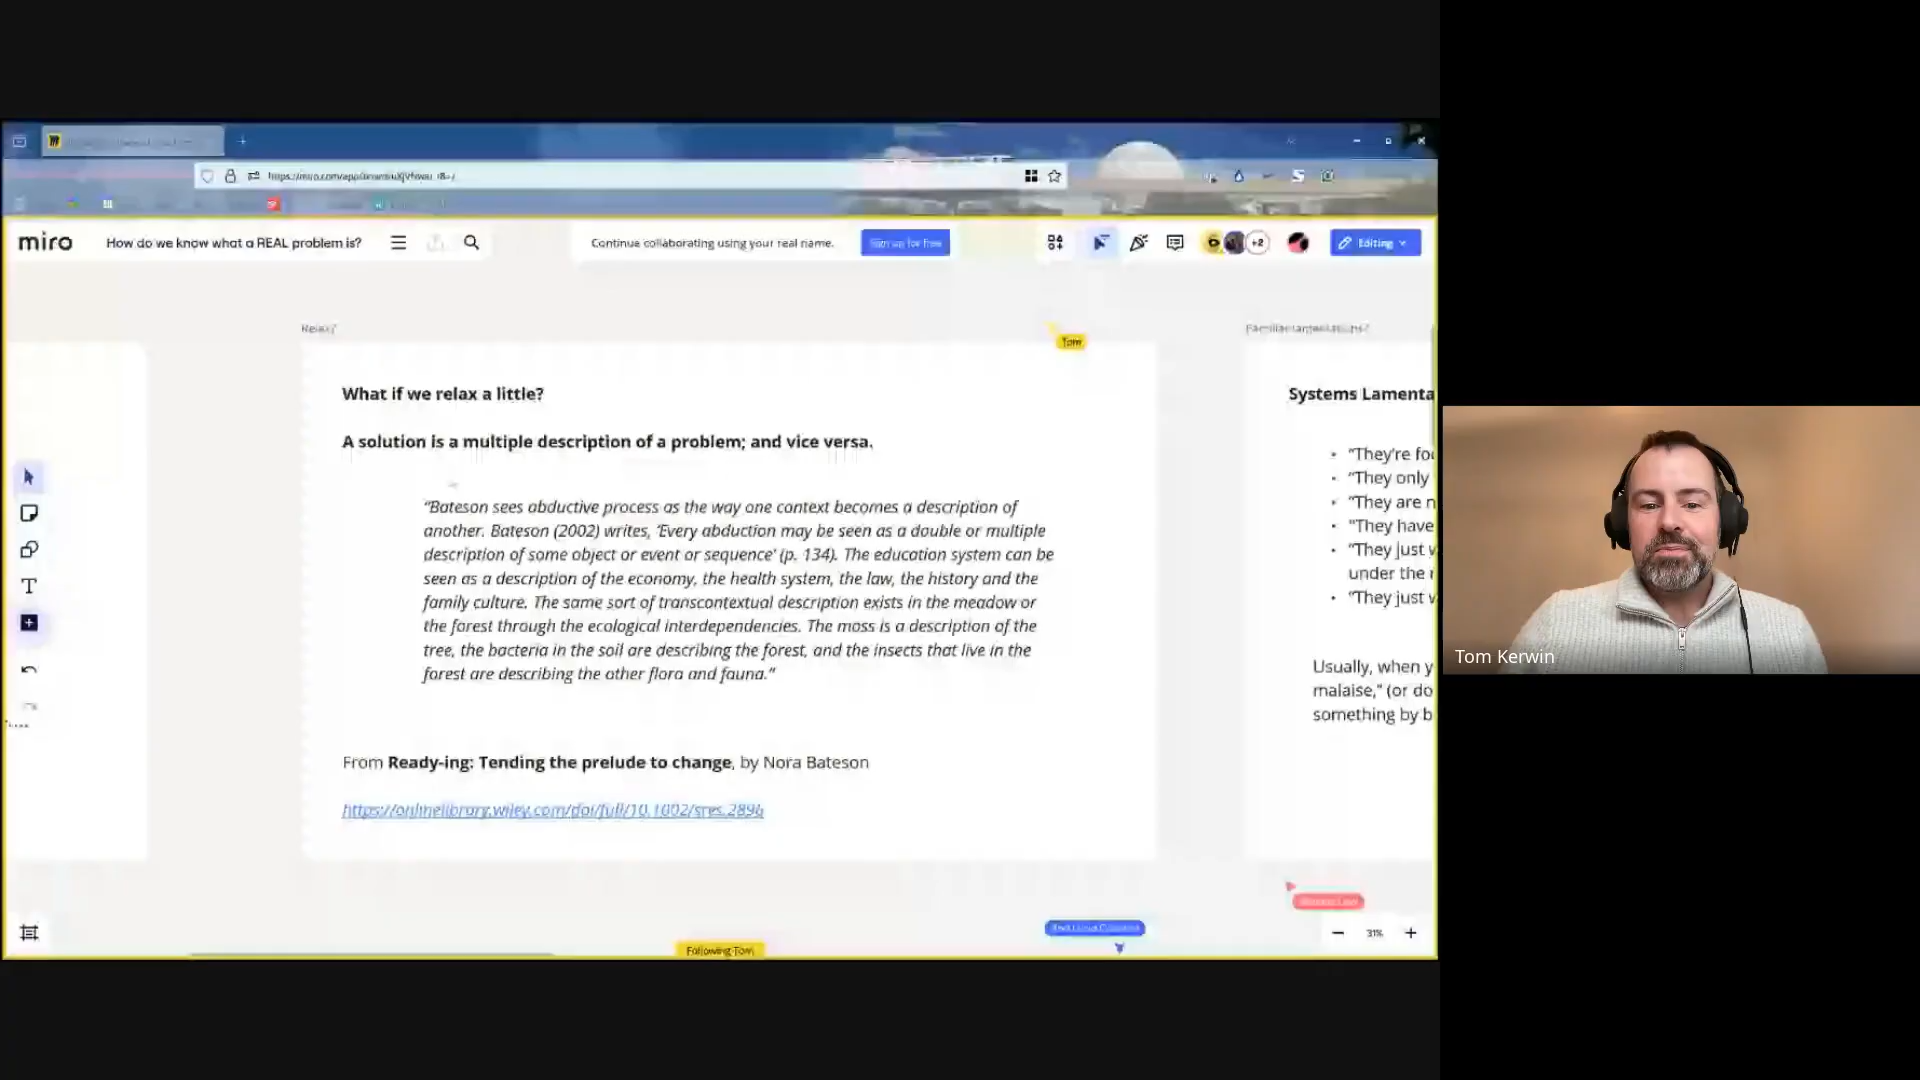 miro
How do we know what a REAL problem is?
Continue collaborating using your real name.
Sign up for free
+2
Editing
Relax?
Tom
What if we relax a little?
A solution is a multiple description of a problem; and vice versa.
“Bateson sees abductive process as the way one context becomes a description of
another. Bateson (2002) writes, ‘Every abduction may be seen as a double or multiple
description of some object or event or sequence’ (p. 134). The education system can be
seen as a description of the economy, the health system, the law, the history and the
family culture. The same sort of transcontextual description exists in the meadow or
the forest through the ecological interdependencies. The moss is a description of the
tree, the bacteria in the soil are describing the forest, and the insects that live in the
forest are describing the other flora and fauna.”
From Ready-ing: Tending the prelude to change, by Nora Bateson
https://onlinelibrary.wiley.com/doi/full/10.1002/sres.2896
Systems Lamenta
• “They’re fo
• “They only
• “They are n
• “They have
• “They just w
under the
• “They just w
Usually, when y
malaise,” (or do
something by b
Following Tom
31%
Tom Kerwin